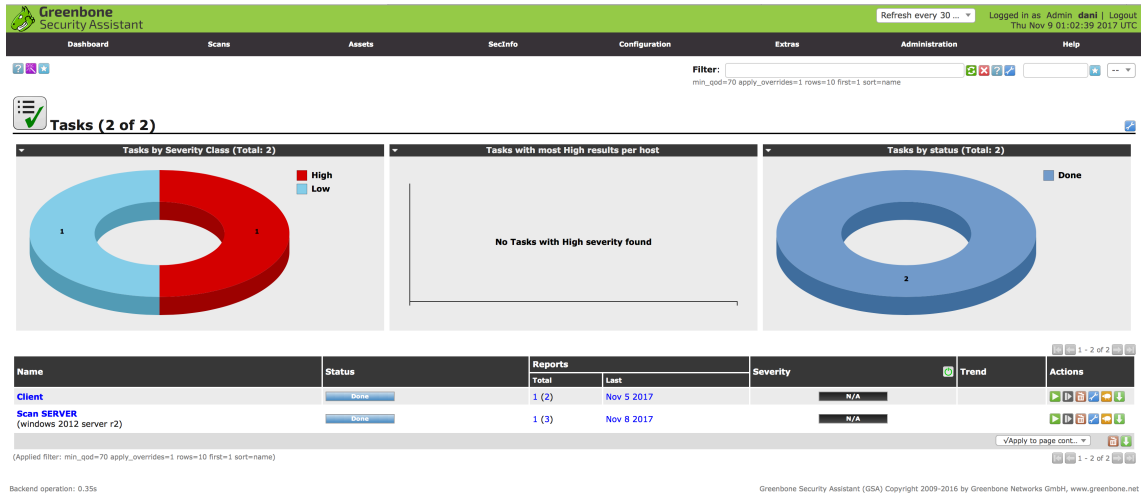 Greenbone
Security Assistant
Refresh every 30 ...
Logged in as Admin dani | Logout
Thu Nov 9 01:02:39 2017 UTC
Dashboard Scans Assets SecInfo Configuration Extras Administration Help
Filter:
--
min_qod=70 apply_overrides=1 rows=10 first=1 sort=name
Tasks (2 of 2)
Tasks by Severity Class (Total: 2)
High
Low
1
1
Tasks with most High results per host
No Tasks with High severity found
Tasks by status (Total: 2)
Done
2
1 - 2 of 2
Name Status Reports Severity Trend Actions
Total Last
Client Done 1 (2) Nov 5 2017 N/A
Scan SERVER Done 1 (3) Nov 8 2017 N/A
(windows 2012 server r2)
√Apply to page cont...
(Applied filter: min_qod=70 apply_overrides=1 rows=10 first=1 sort=name)
1 - 2 of 2
Backend operation: 0.35s
Greenbone Security Assistant (GSA) Copyright 2009-2016 by Greenbone Networks GmbH, www.greenbone.net